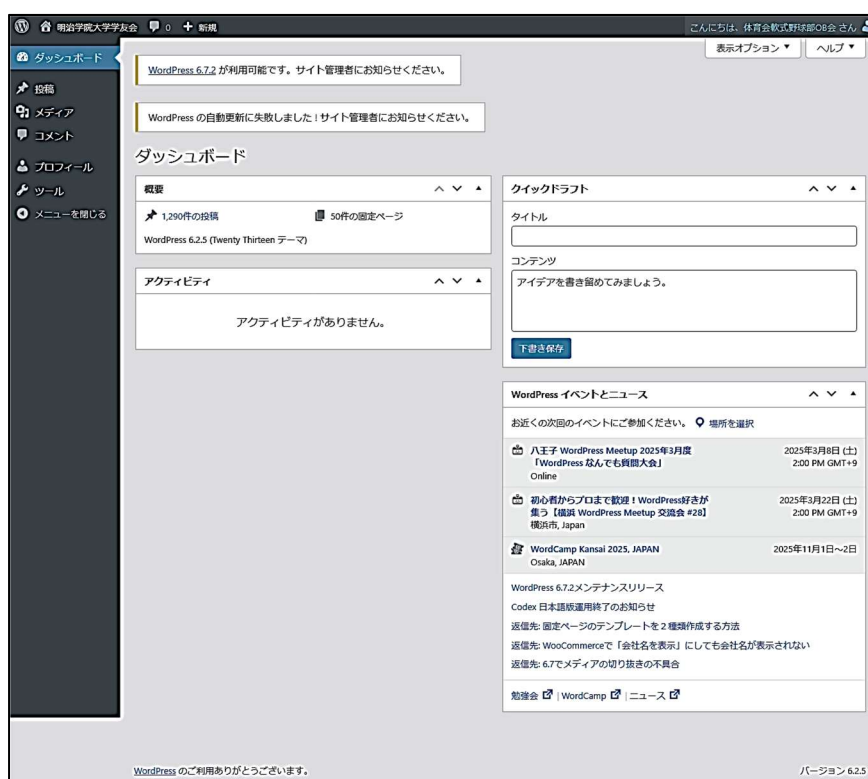 明治学院大学学友会 0 + 新規
こんにちは、体育会軟式野球部OB会 さん
ダッシュボード
投稿
メディア
コメント
プロフィール
ツール
メニューを閉じる
表示オプション ▼
ヘルプ ▼
WordPress 6.7.2 が利用可能です。サイト管理者にお知らせください。
WordPress の自動更新に失敗しました ! サイト管理者にお知らせください。
ダッシュボード
概要
1,290件の投稿
50件の固定ページ
WordPress 6.2.5 (Twenty Thirteen テーマ)
アクティビティ
アクティビティがありません。
クイックドラフト
タイトル
コンテンツ
アイデアを書き留めてみましょう。
下書き保存
WordPress イベントとニュース
お近くの次回のイベントにご参加ください。 場所を選択
八王子 WordPress Meetup 2025年3月度
「WordPress なんでも質問大会」
Online
2025年3月8日 (土)
2:00 PM GMT+9
初心者からプロまで歓迎!WordPress好きが
集う【横浜 WordPress Meetup 交流会 #28】
横浜市, Japan
2025年3月22日 (土)
2:00 PM GMT+9
WordCamp Kansai 2025, JAPAN
Osaka, JAPAN
2025年11月1日〜2日
WordPress 6.7.2メンテナンスリリース
Codex 日本語版運用終了のお知らせ
返信先: 固定ページのテンプレートを2種類作成する方法
返信先: WooCommerceで「会社名を表示」にしても会社名が表示されない
返信先: 6.7でメディアの切り抜きの不具合
勉強会 | WordCamp | ニュース
WordPress のご利用ありがとうございます。
バージョン 6.2.5